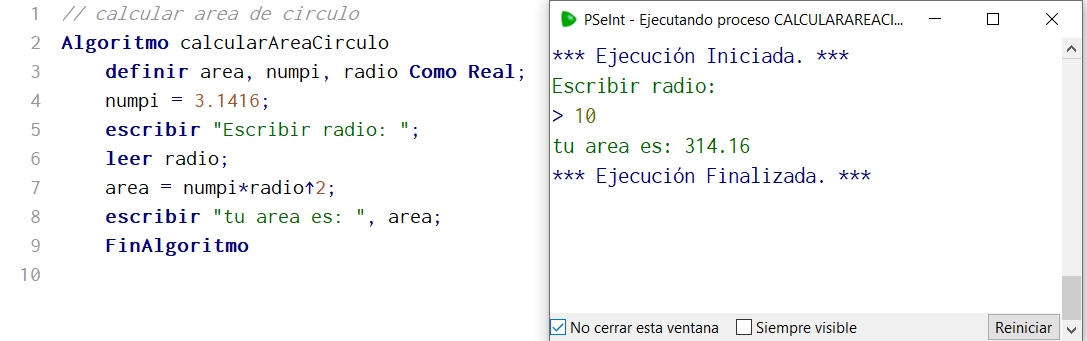 1 // calcular area de circulo
2 Algoritmo calcularAreaCirculo
3 definir area, numpi, radio Como Real;
4 numpi = 3.1416;
5 escribir "Escribir radio: ";
6 leer radio;
7 area = numpi*radio↑2;
8 escribir "tu area es: ", area;
9 FinAlgoritmo
10
PSeInt - Ejecutando proceso CALCULARAREACI...
*** Ejecución Iniciada. ***
Escribir radio:
> 10
tu area es: 314.16
*** Ejecución Finalizada. ***
No cerrar esta ventana Siempre visible Reiniciar